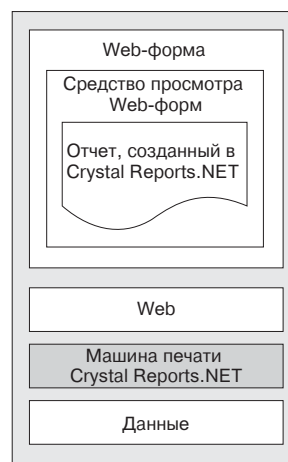 Web-форма
Средство просмотра
Web-форм
Отчет, созданный в
Crystal Reports.NET
Web
Машина печати
Crystal Reports.NET
Данные